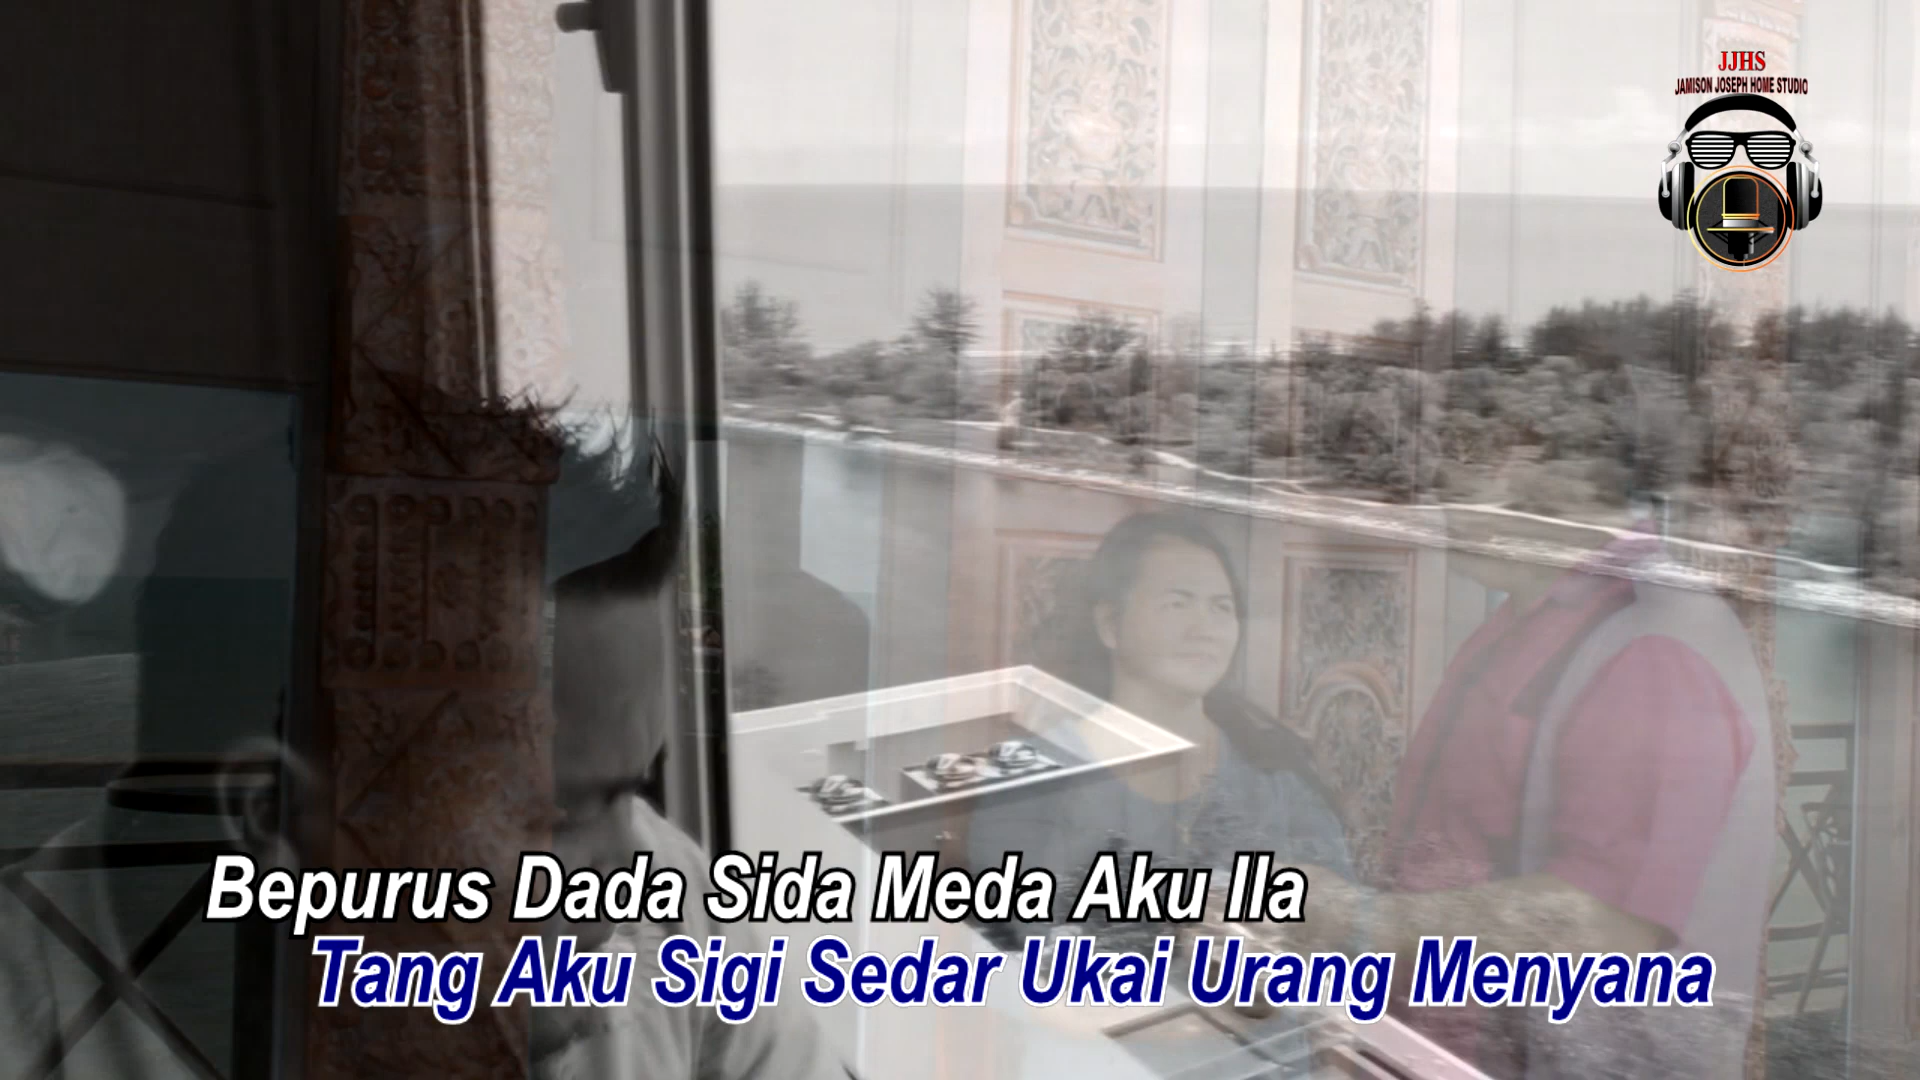 JJHS
JAMISON JOSEPH HOME STUDIO
Bepurus Dada Sida Meda Aku Ila
Tang Aku Sigi Sedar Ukai Urang Menyana